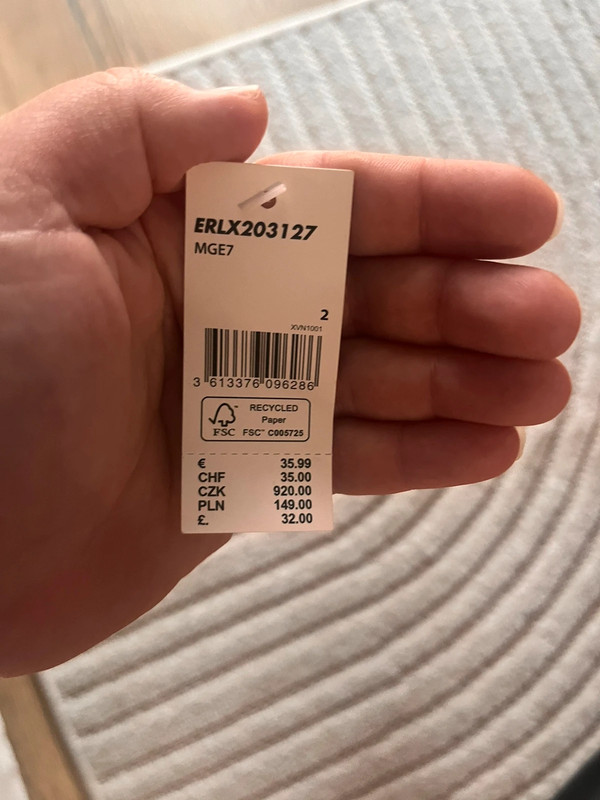 ERLX203127
MGE7
2
XVN1001
3 613376 096286
RECYCLED
Paper
FSC™ C005725
FSC
€ 35.99
CHF 35.00
CZK 920.00
PLN 149.00
£. 32.00